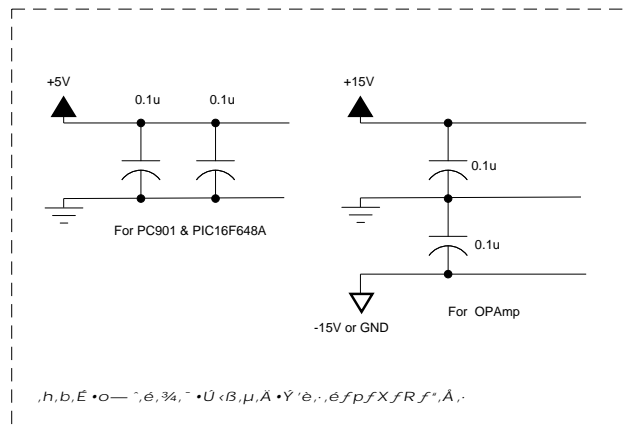 +5V
0.1u 0.1u
For PC901 & PIC16F648A
+15V
0.1u
0.1u
-15V or GND
For OPAmp